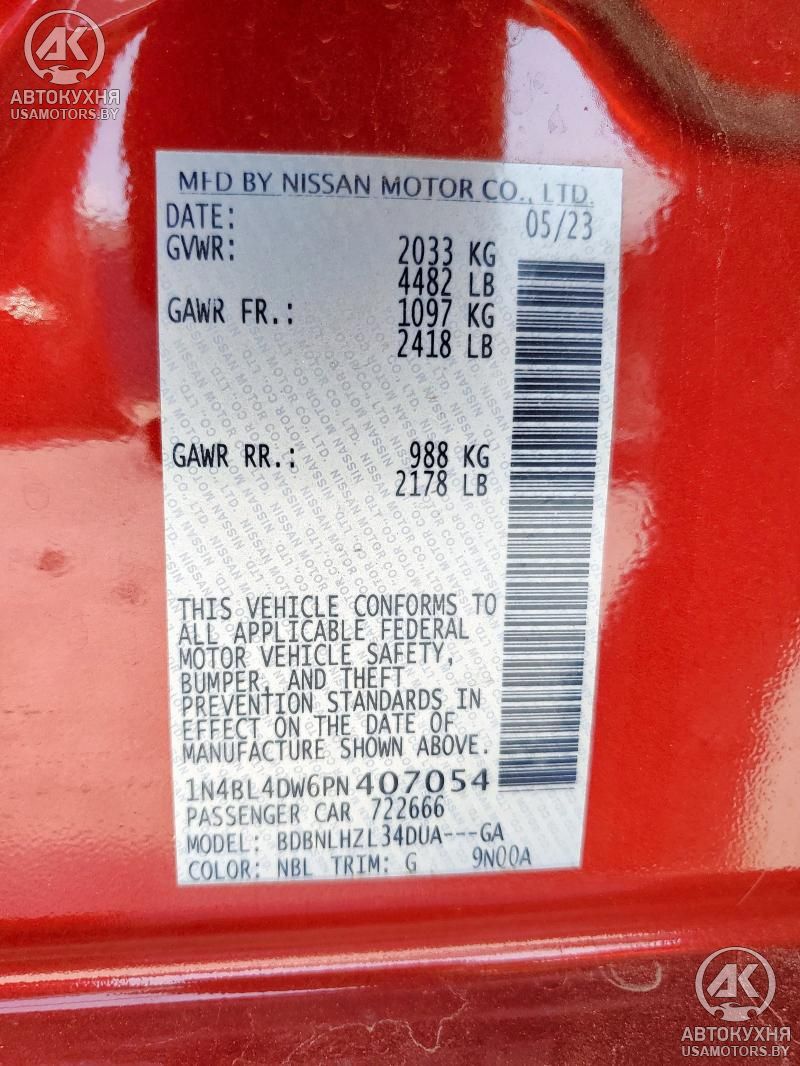 АК
АВТОКУХНЯ
USAMOTORS.BY
MFD BY NISSAN MOTOR CO., LTD.
DATE: 05/23
GVWR: 2033 KG
4482 LB
GAWR FR.: 1097 KG
2418 LB
GAWR RR.: 988 KG
2178 LB
THIS VEHICLE CONFORMS TO
ALL APPLICABLE FEDERAL
MOTOR VEHICLE SAFETY,
BUMPER, AND THEFT
PREVENTION STANDARDS IN
EFFECT ON THE DATE OF
MANUFACTURE SHOWN ABOVE.
1N4BL4DW6PN407054
PASSENGER CAR 722666
MODEL: BDBNLHZL34DUA---GA
COLOR: NBL TRIM: G 9N00A
АК
АВТОКУХНЯ
USAMOTORS.BY